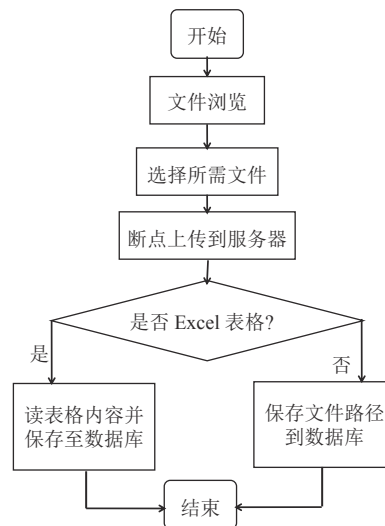 开始
文件浏览
选择所需文件
断点上传到服务器
是否 Excel 表格?
是
否
读表格内容并
保存至数据库
保存文件路径
到数据库
结束